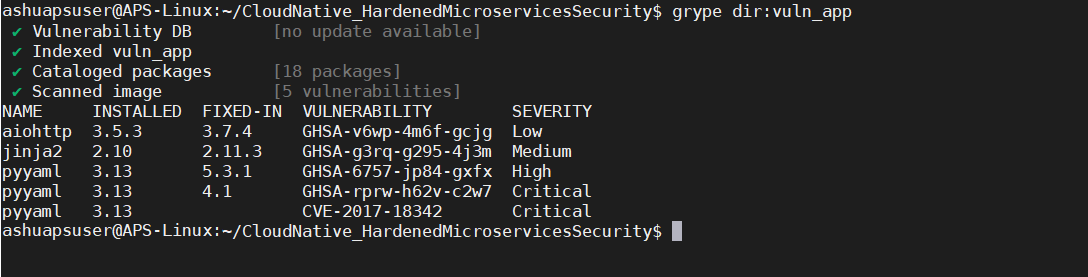 ashuapsuser@APS-Linux:~/CloudNative_HardenedMicroservicesSecurity$ grype dir:vuln_app
✔ Vulnerability DB        [no update available]
✔ Indexed vuln_app
✔ Cataloged packages      [18 packages]
✔ Scanned image           [5 vulnerabilities]
NAME     INSTALLED  FIXED-IN  VULNERABILITY        SEVERITY
aiohttp  3.5.3      3.7.4     GHSA-v6wp-4m6f-gcjg  Low
jinja2   2.10       2.11.3    GHSA-g3rq-g295-4j3m  Medium
pyyaml   3.13       5.3.1     GHSA-6757-jp84-gxfx  High
pyyaml   3.13       4.1       GHSA-rprw-h62v-c2w7  Critical
pyyaml   3.13                 CVE-2017-18342       Critical
ashuapsuser@APS-Linux:~/CloudNative_HardenedMicroservicesSecurity$